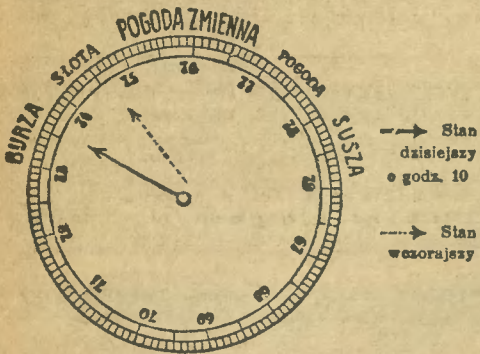 BURZA
SŁOTA
POGODA ZMIENNA
POGODA
SUSZA
73
74
75
76
77
78
79
67
68
69
70
71
72
Stan
dzisiejszy
o godz. 10
Stan
wczorajszy